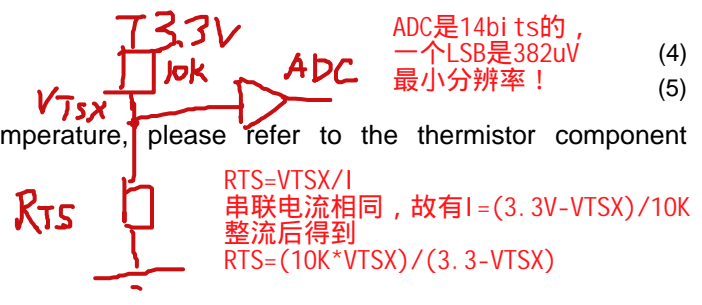 3.3V
ADC是14bits的，
一个LSB是382uV
(4)
10K
ADC
最小分辨率！
(5)
VTSX
mperature, please refer to the thermistor component
RTS=VTSX/I
RTS
串联电流相同，故有I=(3.3V-VTSX)/10K
整流后得到
RTS=(10K*VTSX)/(3.3-VTSX)